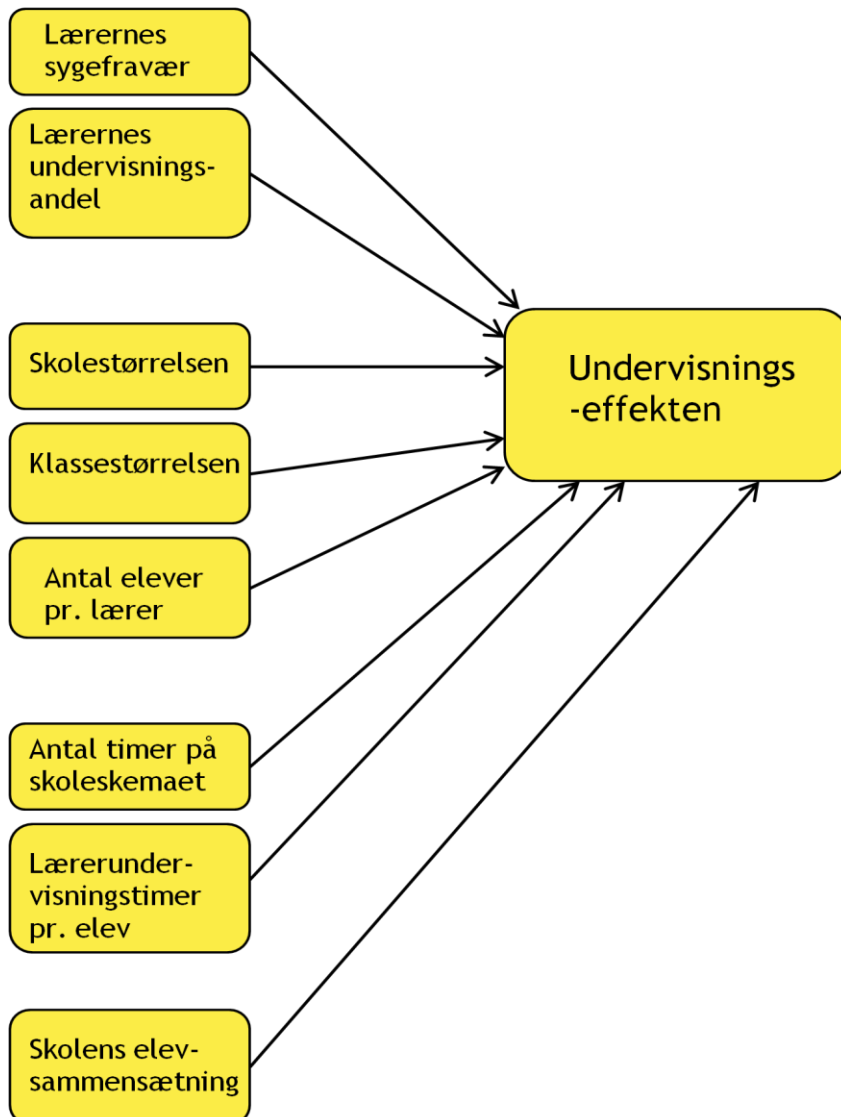 Lærernes
sygefravær
Lærernes
undervisnings-
andel
Skolestørrelsen
Klassestørrelsen
Antal elever
pr. lærer
Antal timer på
skoleskemaet
Lærerunder-
visningstimer
pr. elev
Skolens elev-
sammensætning
Undervisnings
-effekten